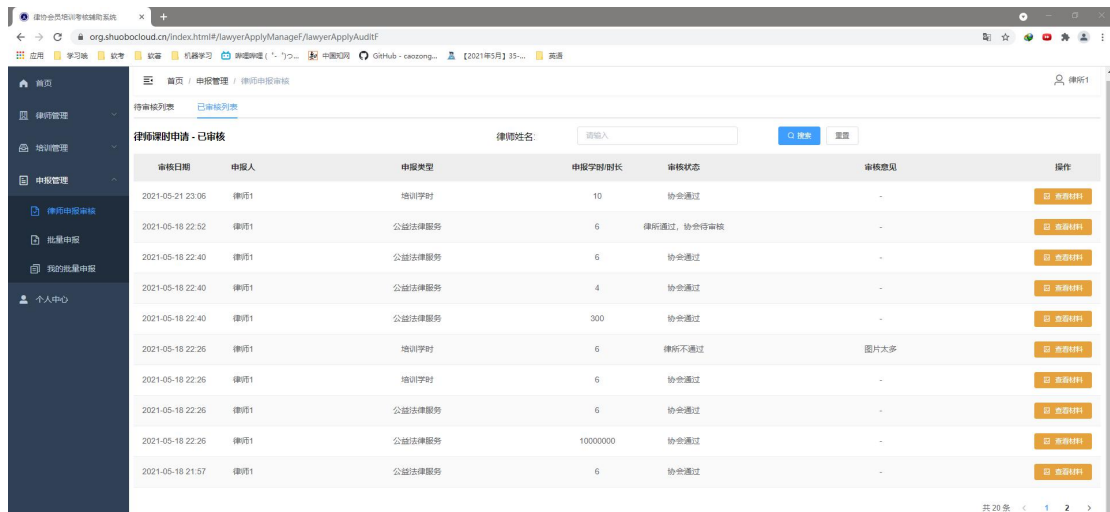 律协会员培训考核辅助系统
org.shuobocloud.cn/index.html#/lawyerApplyManageF/lawyerApplyAuditF
应用 学习映 软考 软著 机器学习 哔哩哔哩 ( ゜- ゜)つ... 中国知网 GitHub - caozong... 【2021年5月】35-... 英语
首页
律师管理
培训管理
申报管理
律师申报审核
批量申报
我的批量申报
个人中心
首页 / 申报管理 / 律师申报审核
律所1
待审核列表 已审核列表
律师课时申请 - 已审核 律师姓名: 请输入 搜索 重置
审核日期 申报人 申报类型 申报学时/时长 审核状态 审核意见 操作
2021-05-21 23:06 律师1 培训学时 10 协会通过 - 查看材料
2021-05-18 22:52 律师1 公益法律服务 6 律所通过，协会待审核 - 查看材料
2021-05-18 22:40 律师1 公益法律服务 6 协会通过 - 查看材料
2021-05-18 22:40 律师1 公益法律服务 4 协会通过 - 查看材料
2021-05-18 22:40 律师1 公益法律服务 300 协会通过 - 查看材料
2021-05-18 22:26 律师1 培训学时 6 律所不通过 图片太多 查看材料
2021-05-18 22:26 律师1 培训学时 6 协会通过 - 查看材料
2021-05-18 22:26 律师1 公益法律服务 6 协会通过 - 查看材料
2021-05-18 22:26 律师1 公益法律服务 10000000 协会通过 - 查看材料
2021-05-18 21:57 律师1 公益法律服务 6 协会通过 - 查看材料
共 20 条 < 1 2 >